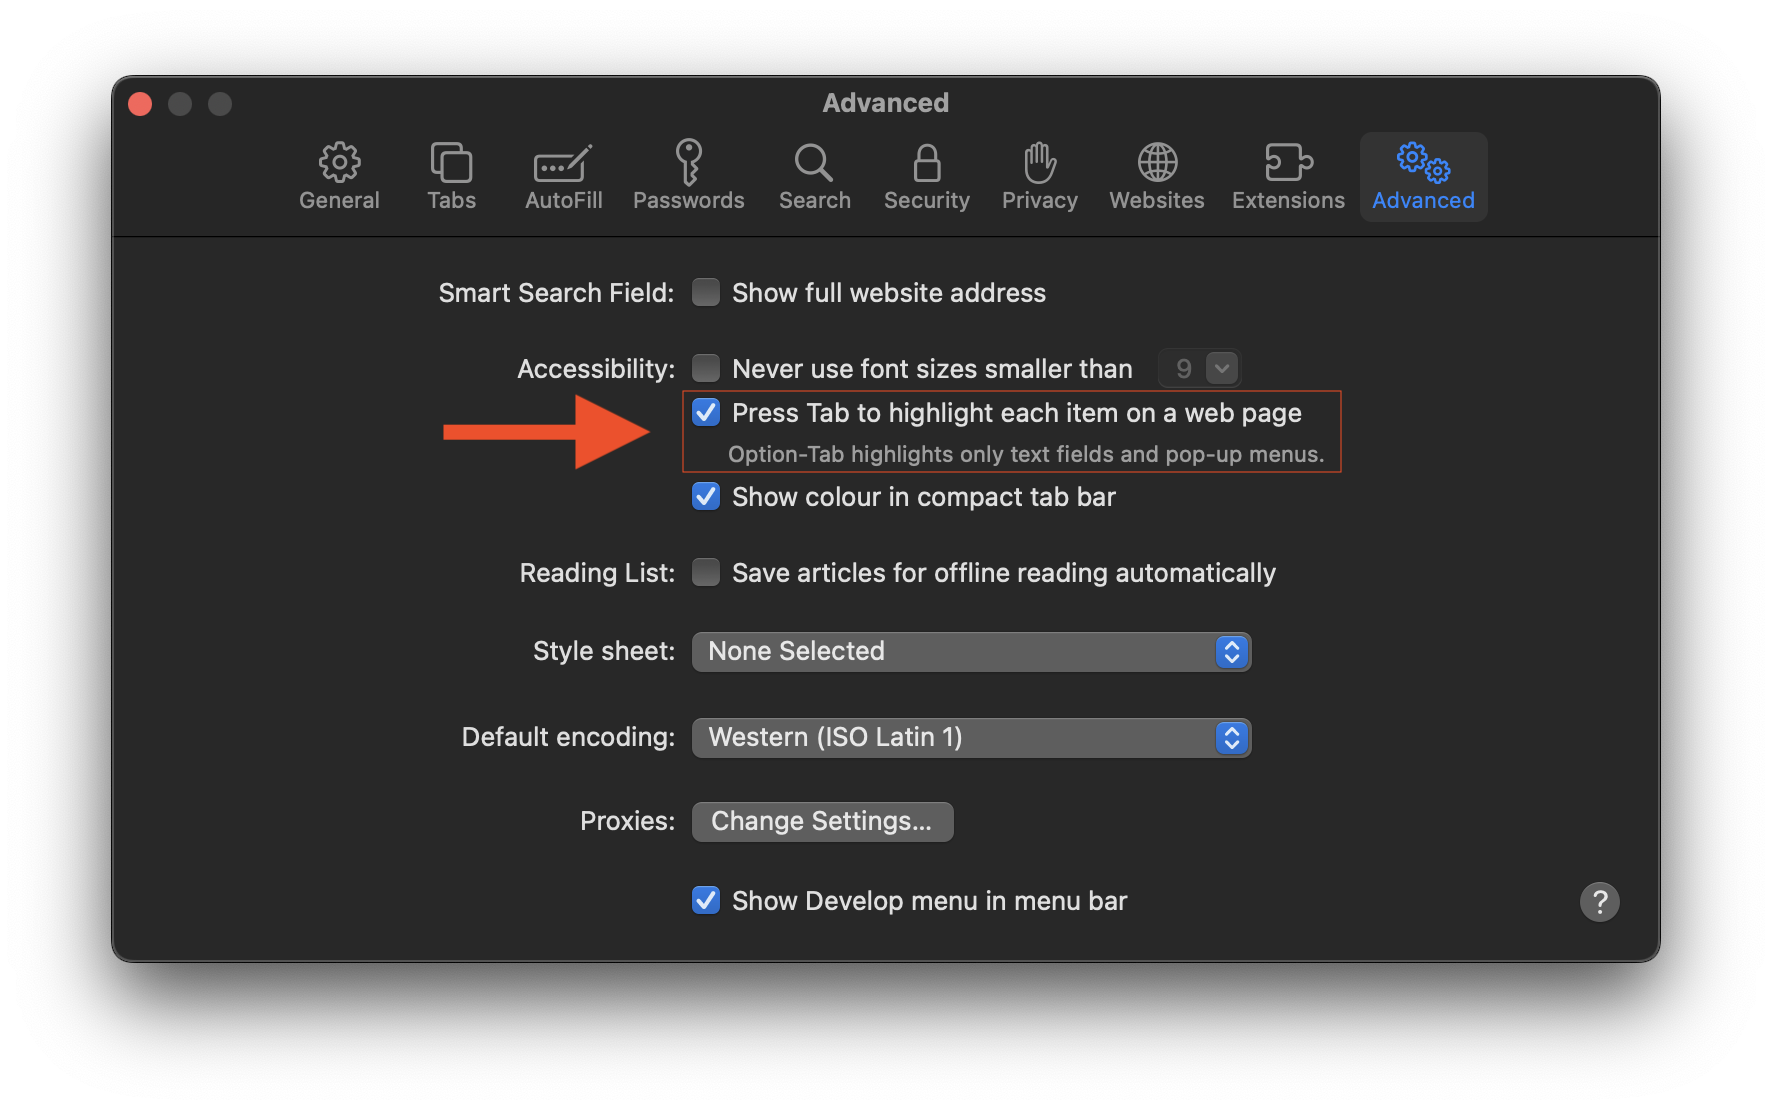 Advanced
General Tabs AutoFill Passwords Search Security Privacy Websites Extensions Advanced
Smart Search Field: Show full website address
Accessibility: Never use font sizes smaller than 9
Press Tab to highlight each item on a web page
Option-Tab highlights only text fields and pop-up menus.
Show colour in compact tab bar
Reading List: Save articles for offline reading automatically
Style sheet: None Selected
Default encoding: Western (ISO Latin 1)
Proxies: Change Settings...
Show Develop menu in menu bar
?